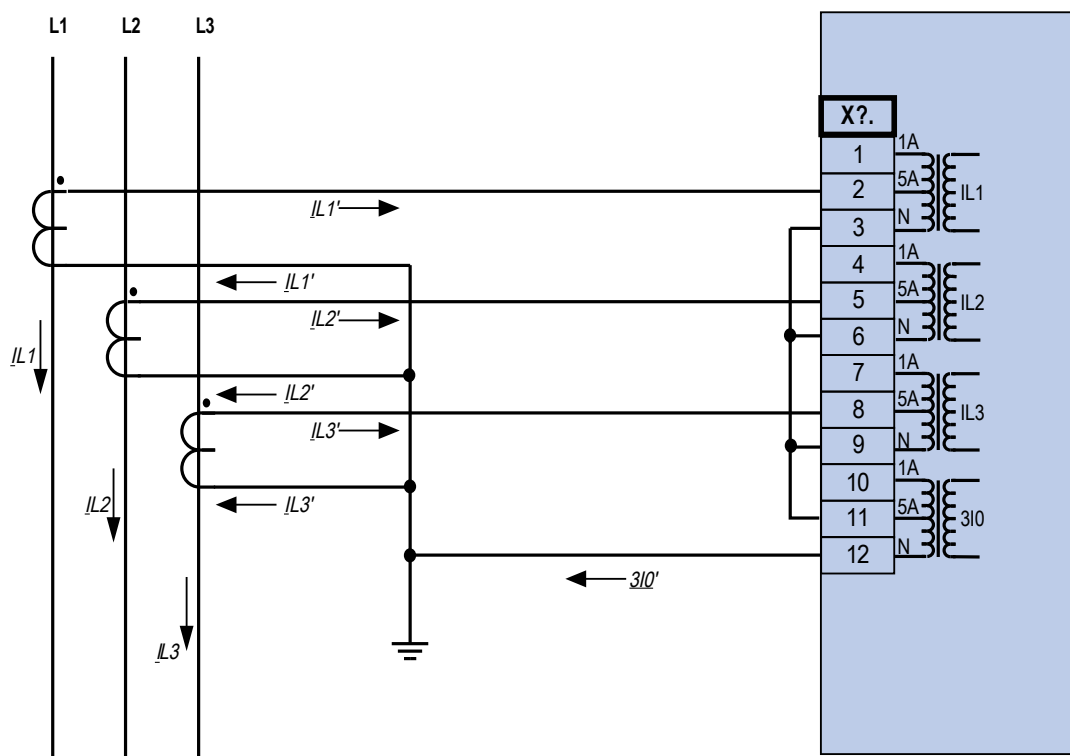 L1 L2 L3
X?.
1 1A
2 5A IL1
3 N
4 1A
5 5A IL2
6 N
7 1A
8 5A IL3
9 N
10 1A
11 5A 3I0
12 N
IL1'
IL1'
IL2'
IL1
IL2'
IL3'
IL2
IL3'
3I0'
IL3